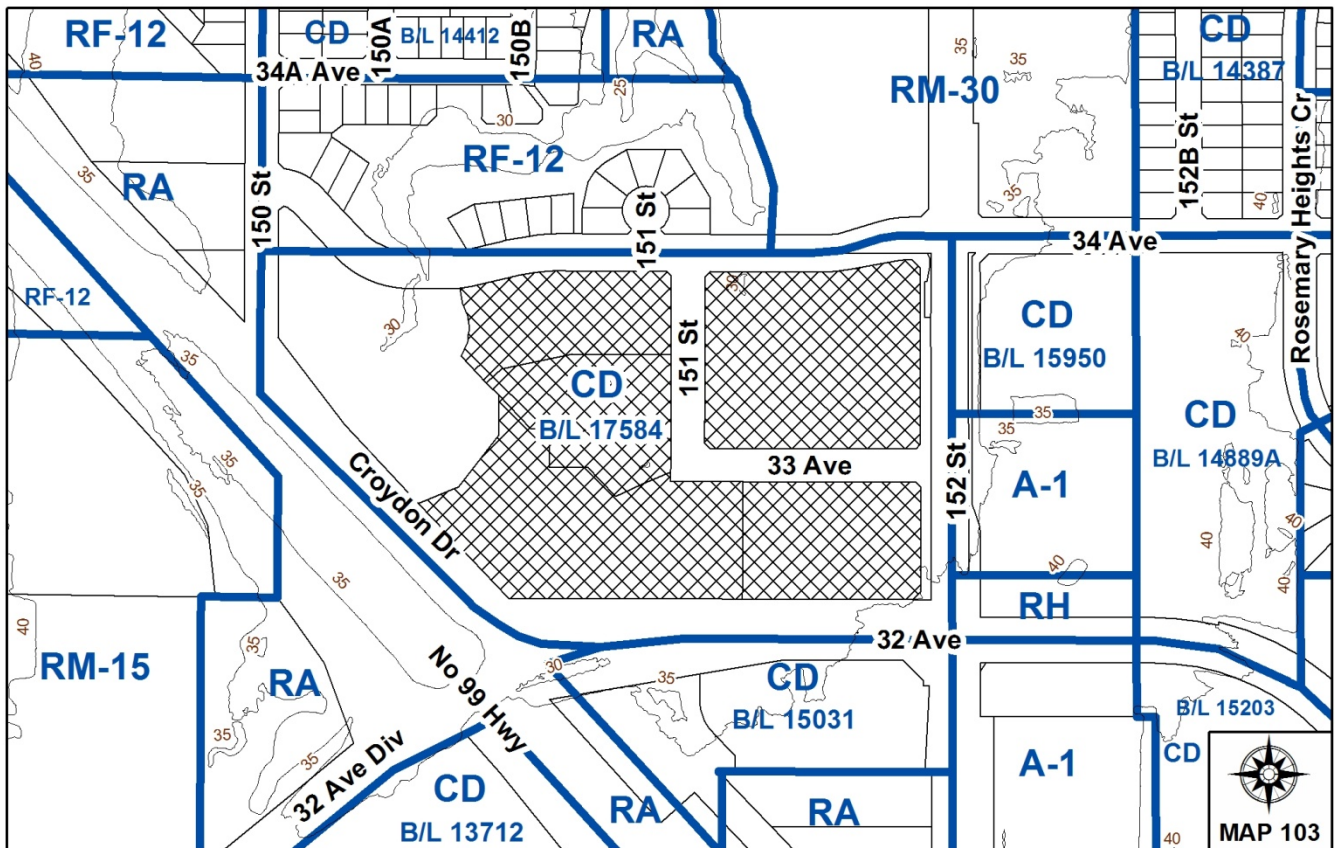 RF-12
CD
150A
B/L 14412
150B
RA
35
35
CD
B/L 14387
40
34A Ave
25
RM-30
152B St
Rosemary Heights Cr
30
RF-12
35
RA
150 St
151 St
35
40
34 Ave
RF-12
30
30
CD
B/L 15950
40
35
151 St
CD
B/L 17584
35
35
CD
B/L 14889A
33 Ave
35
35
Croydon Dr
152 St
A-1
40
40
40
40
35
RH
40
32 Ave
RM-15
35
RA
No 99 Hwy
30
35
CD
B/L 15031
B/L 15203
CD
35
35
32 Ave Div
CD
B/L 13712
RA
RA
A-1
40
MAP 103